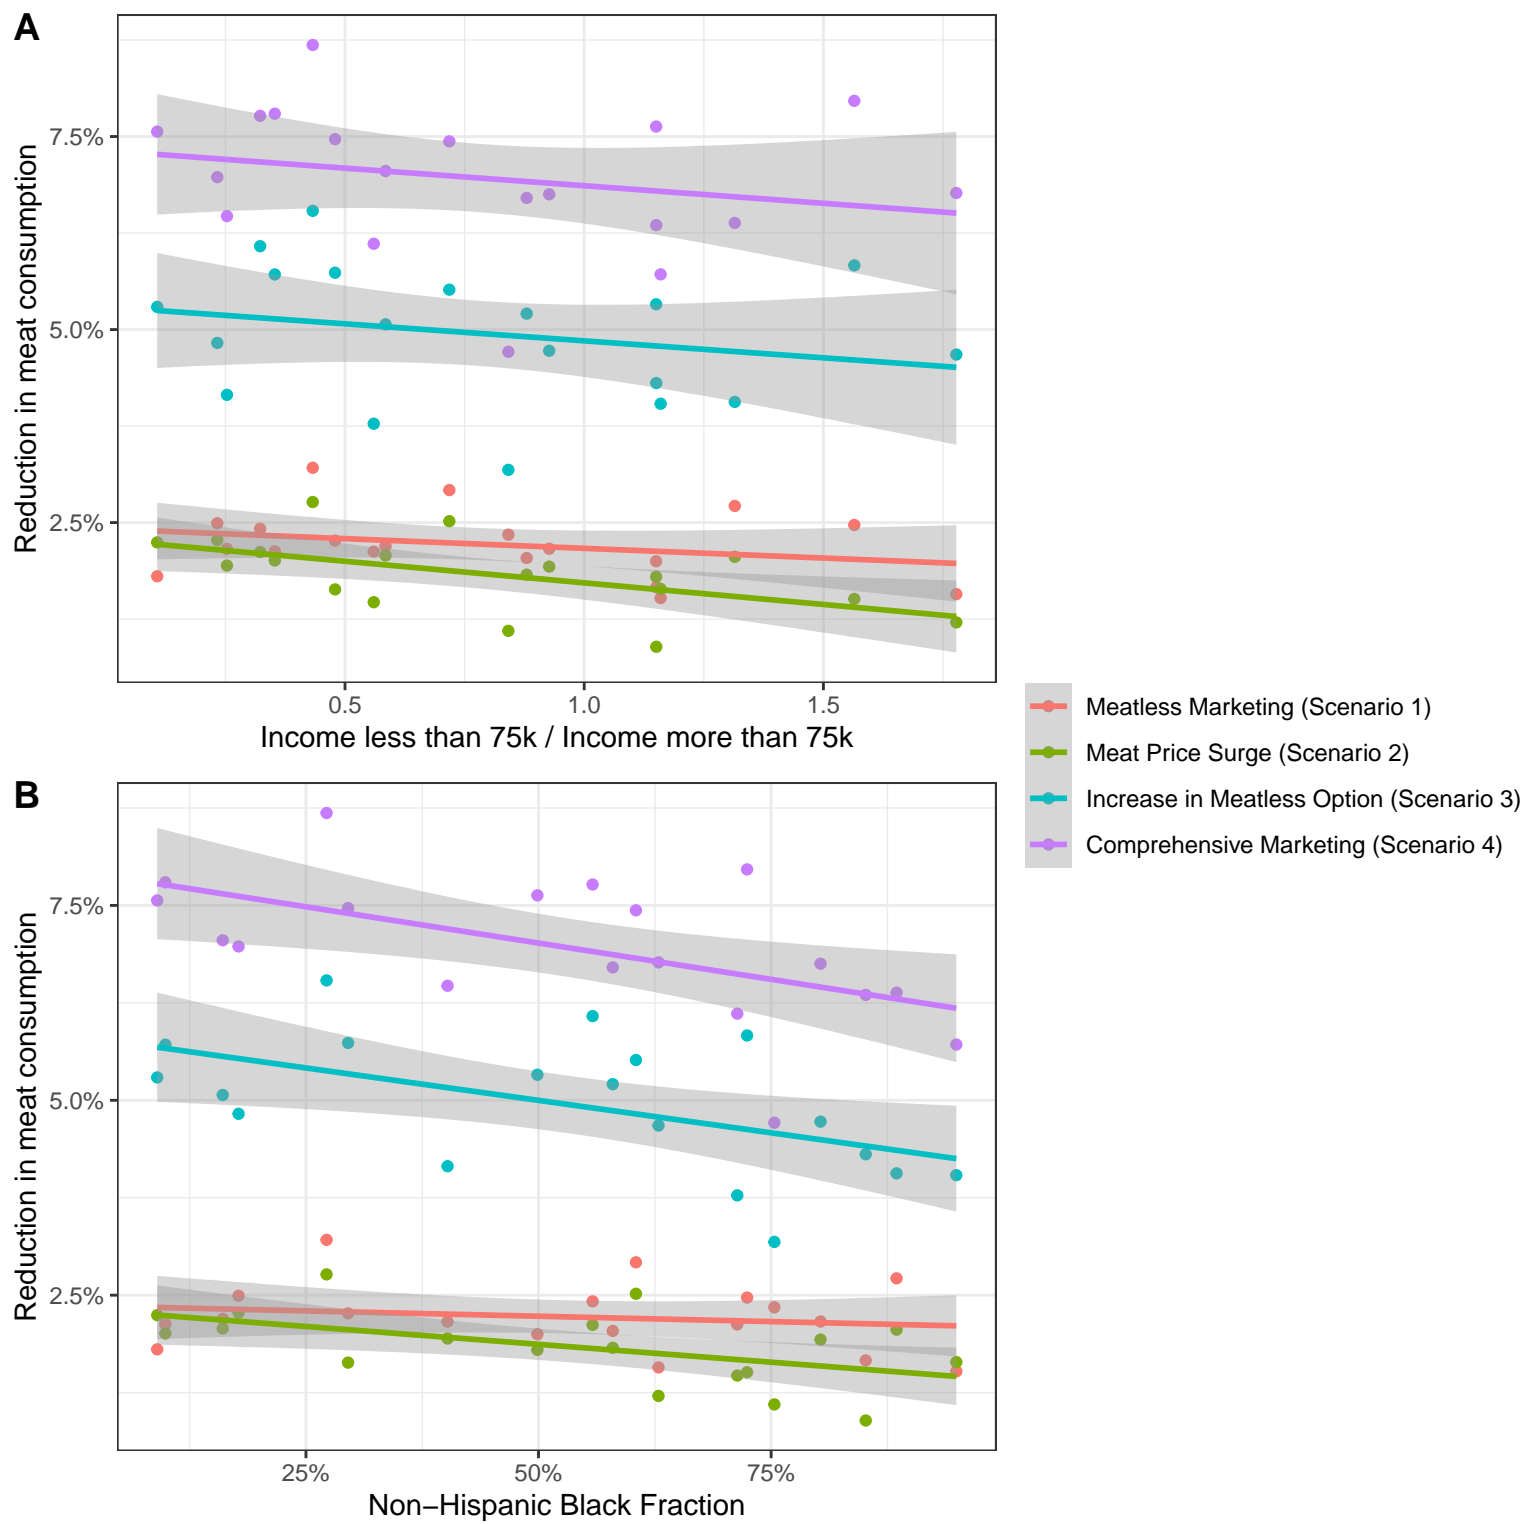 A
Reduction in meat consumption
7.5%
5.0%
2.5%
0.5
1.0
1.5
Income less than 75k / Income more than 75k
Meatless Marketing (Scenario 1)
Meat Price Surge (Scenario 2)
Increase in Meatless Option (Scenario 3)
Comprehensive Marketing (Scenario 4)
B
Reduction in meat consumption
7.5%
5.0%
2.5%
25%
50%
75%
Non−Hispanic Black Fraction